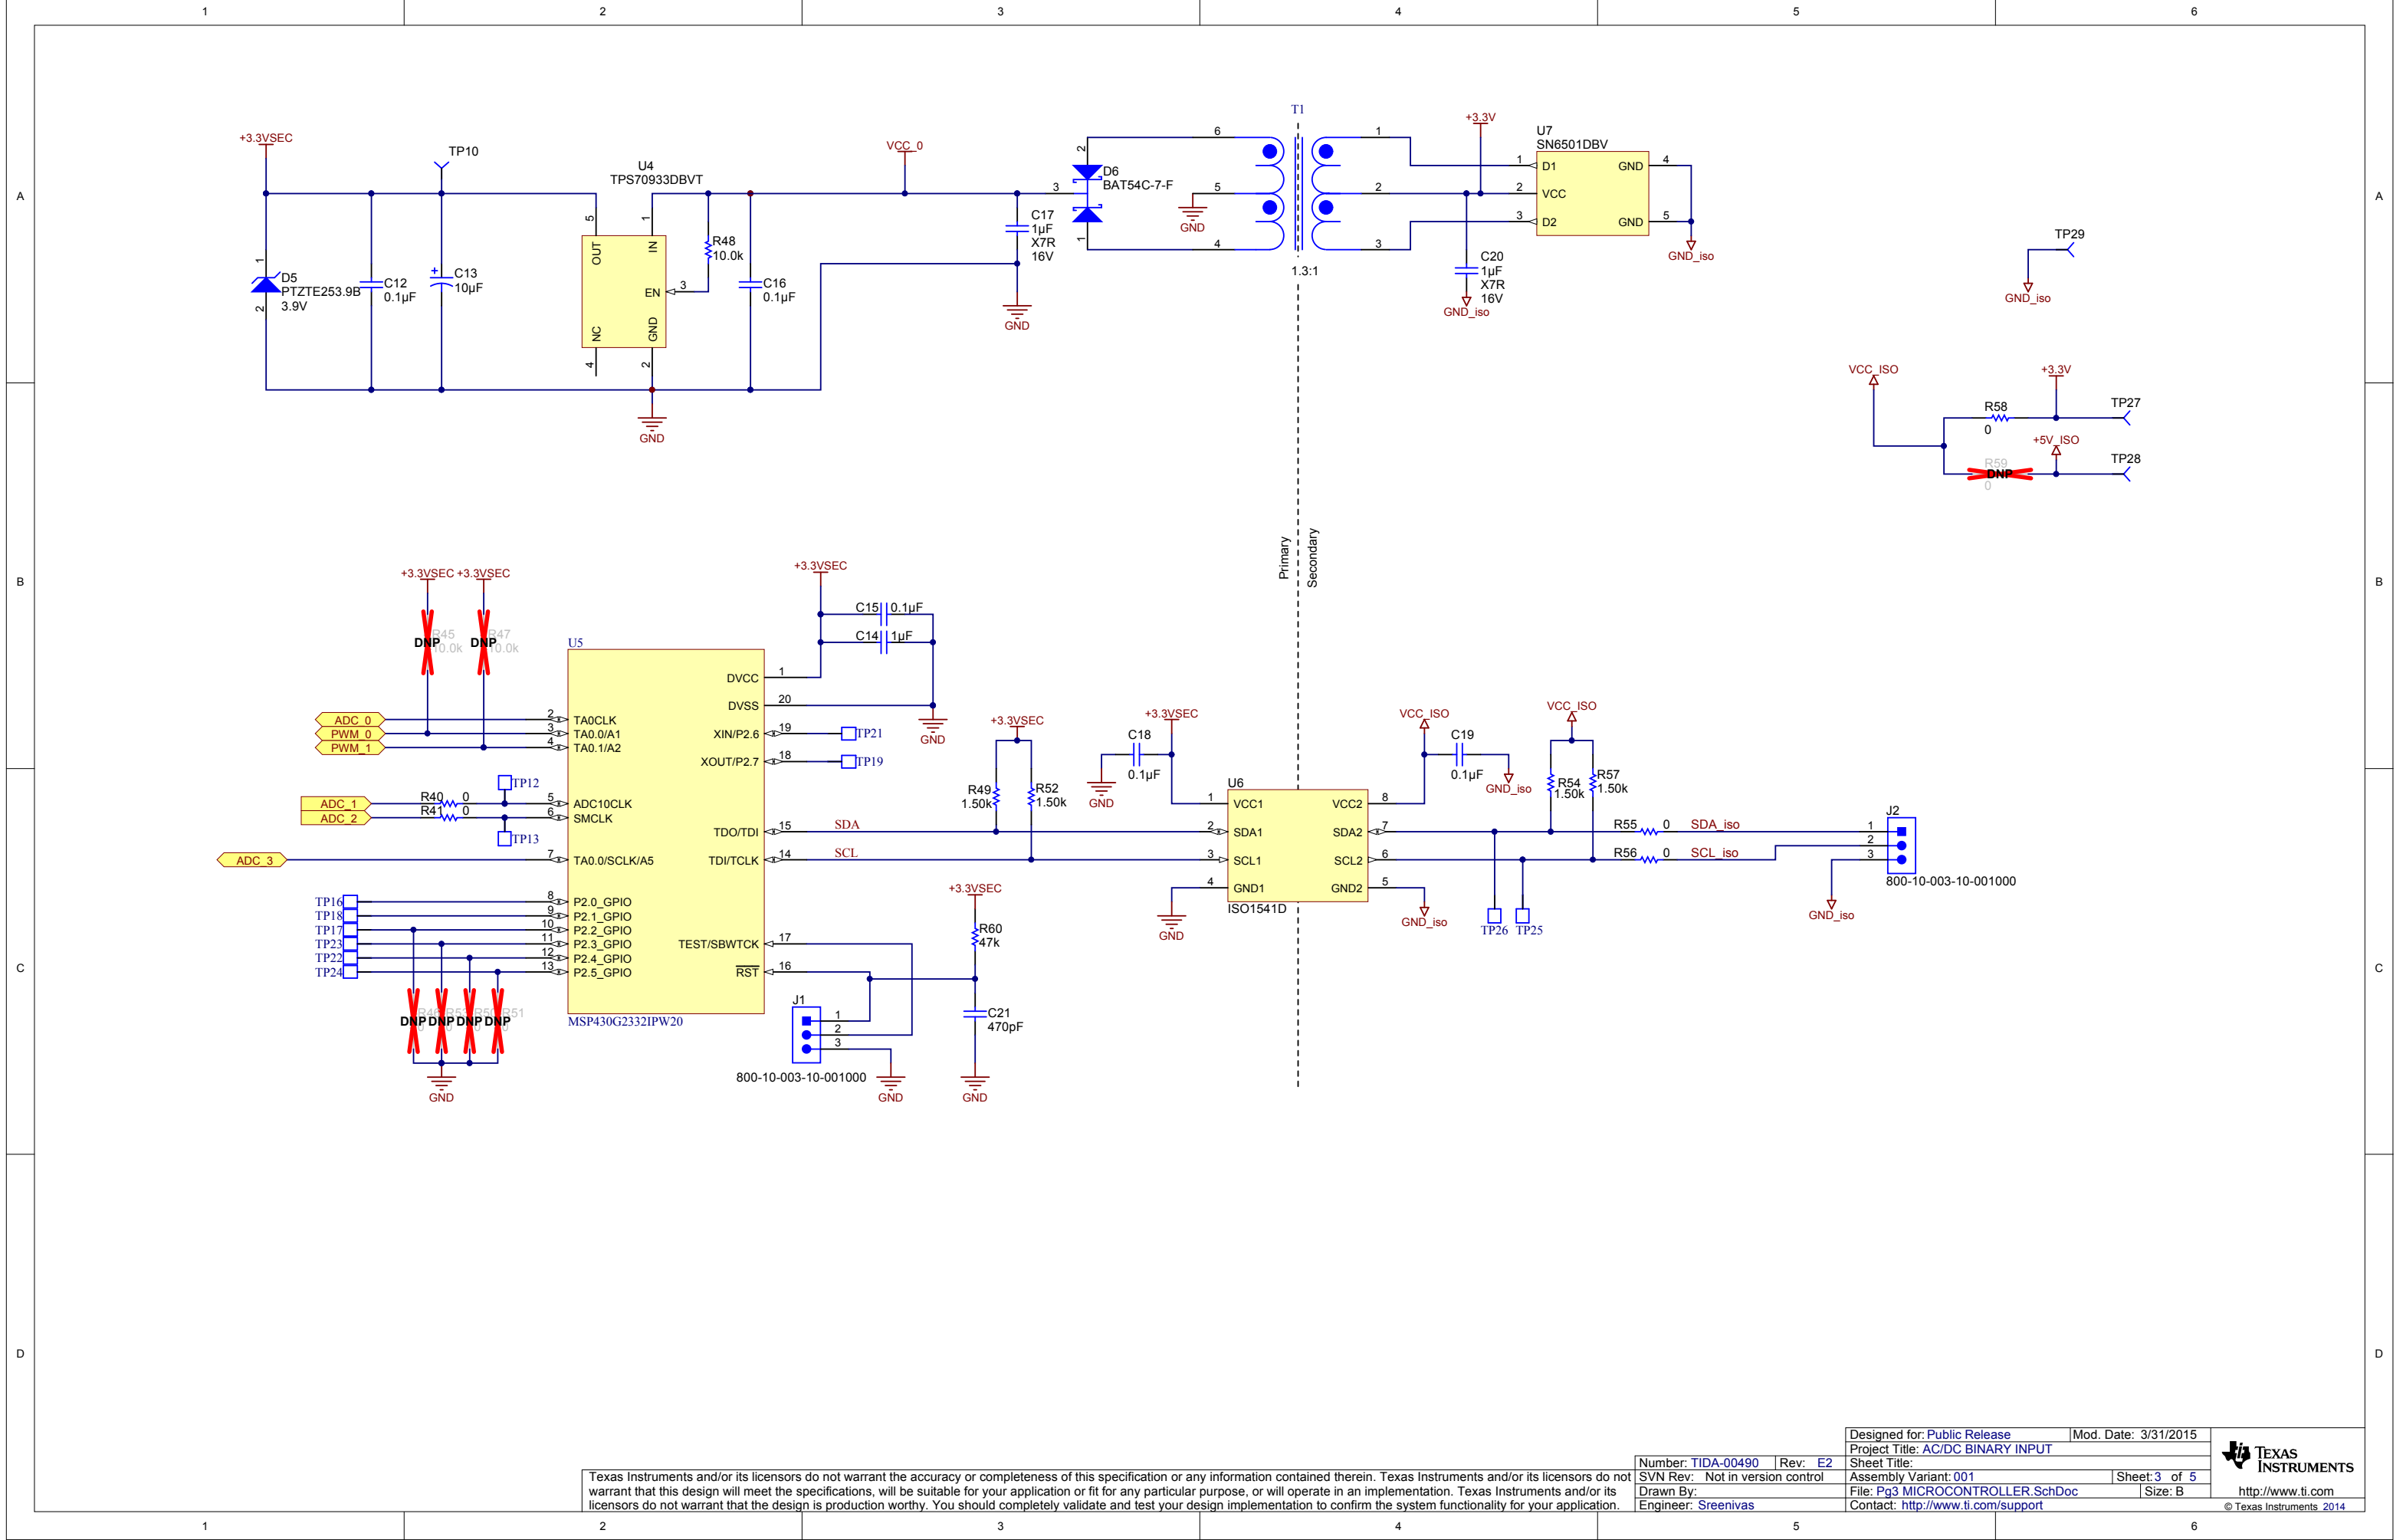 1 2 3 4 5 6
A A
B B
C C
D D
+3.3VSEC
TP10
U4
TPS70933DBVT
5
OUT
1
IN
3
EN
NC
4
GND
2
GND
1
D5
PTZTE253.9B
3.9V
2
C12
0.1µF
+
C13
10µF
R48
10.0k
C16
0.1µF
VCC_0
C17
1µF
X7R
16V
GND
2
D6
BAT54C-7-F
3
1
T1
6
5
4
GND
1
2
3
1.3:1
+3.3V
C20
1µF
X7R
16V
GND_iso
U7
SN6501DBV
1 D1 GND 4
2 VCC
3 D2 GND 5
GND_iso
TP29
GND_iso
VCC_ISO
+3.3V
R58
0
TP27
+5V_ISO
R59
DNP
0
TP28
Primary
Secondary
+3.3VSEC +3.3VSEC
R45
DNP
10.0k
R47
DNP
10.0k
+3.3VSEC
C15 0.1µF
C14 1µF
GND
U5
DVCC 1
DVSS 20
ADC_0 2 TA0CLK
PWM_0 3 TA0.0/A1
PWM_1 4 TA0.1/A2
XIN/P2.6 19 TP21
XOUT/P2.7 18 TP19
TP12
ADC_1 R40 0 5 ADC10CLK
ADC_2 R41 0 6 SMCLK
TP13
ADC_3 7 TA0.0/SCLK/A5
TDO/TDI 15 SDA
TDI/TCLK 14 SCL
TP16 8 P2.0_GPIO
TP18 9 P2.1_GPIO
TP17 10 P2.2_GPIO
TP23 11 P2.3_GPIO
TP22 12 P2.4_GPIO
TP24 13 P2.5_GPIO
TEST/SBWTCK 17
RST 16
MSP430G2332IPW20
DNP DNP DNP DNP
R51
GND
J1
1
2
3
800-10-003-10-001000
GND
+3.3VSEC
R60
47k
C21
470pF
GND
+3.3VSEC
R49
1.50k
R52
1.50k
+3.3VSEC
C18
0.1µF
GND
U6
1 VCC1 VCC2 8
2 SDA1 SDA2 7
3 SCL1 SCL2 6
4 GND1 GND2 5
ISO1541D
GND
GND_iso
VCC_ISO
C19
0.1µF
GND_iso
VCC_ISO
R54
1.50k
R57
1.50k
R55 0 SDA_iso
R56 0 SCL_iso
TP26 TP25
J2
1
2
3
800-10-003-10-001000
GND_iso
Texas Instruments and/or its licensors do not warrant the accuracy or completeness of this specification or any information contained therein. Texas Instruments and/or its licensors do not
warrant that this design will meet the specifications, will be suitable for your application or fit for any particular purpose, or will operate in an implementation. Texas Instruments and/or its
licensors do not warrant that the design is production worthy. You should completely validate and test your design implementation to confirm the system functionality for your application.
Number: TIDA-00490 Rev: E2
SVN Rev: Not in version control
Drawn By:
Engineer: Sreenivas
Designed for: Public Release Mod. Date: 3/31/2015
Project Title: AC/DC BINARY INPUT
Sheet Title:
Assembly Variant: 001 Sheet: 3 of 5
File: Pg3 MICROCONTROLLER.SchDoc Size: B
Contact: http://www.ti.com/support
TEXAS
INSTRUMENTS
http://www.ti.com
© Texas Instruments 2014
1 2 3 4 5 6